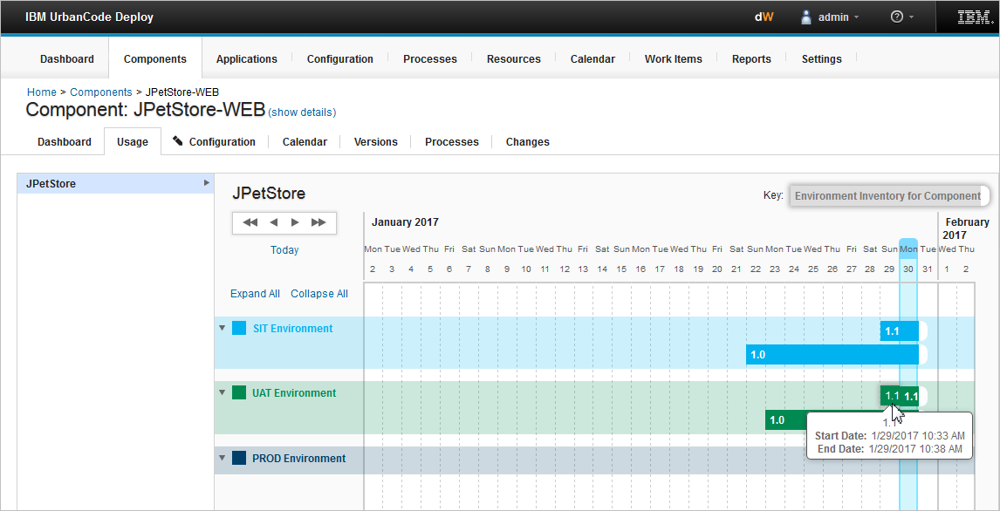 IBM UrbanCode Deploy
dW admin ? IBM.
Dashboard Components Applications Configuration Processes Resources Calendar Work Items Reports Settings
Home > Components > JPetStore-WEB
Component: JPetStore-WEB (show details)
Dashboard Usage Configuration Calendar Versions Processes Changes
JPetStore
JPetStore
Key: Environment Inventory for Component
Today
January 2017
February
2017
Mon Tue Wed Thu Fri Sat Sun Mon Tue Wed Thu Fri Sat Sun Mon Tue Wed Thu Fri Sat Sun Mon Tue Wed Thu Fri Sat Sun Mon Tue Wed Thu
2 3 4 5 6 7 8 9 10 11 12 13 14 15 16 17 18 19 20 21 22 23 24 25 26 27 28 29 30 31 1 2
Expand All Collapse All
SIT Environment
1.1
1.0
UAT Environment
1.1 1.1
1.0
Start Date: 1/29/2017 10:33 AM
End Date: 1/29/2017 10:38 AM
PROD Environment